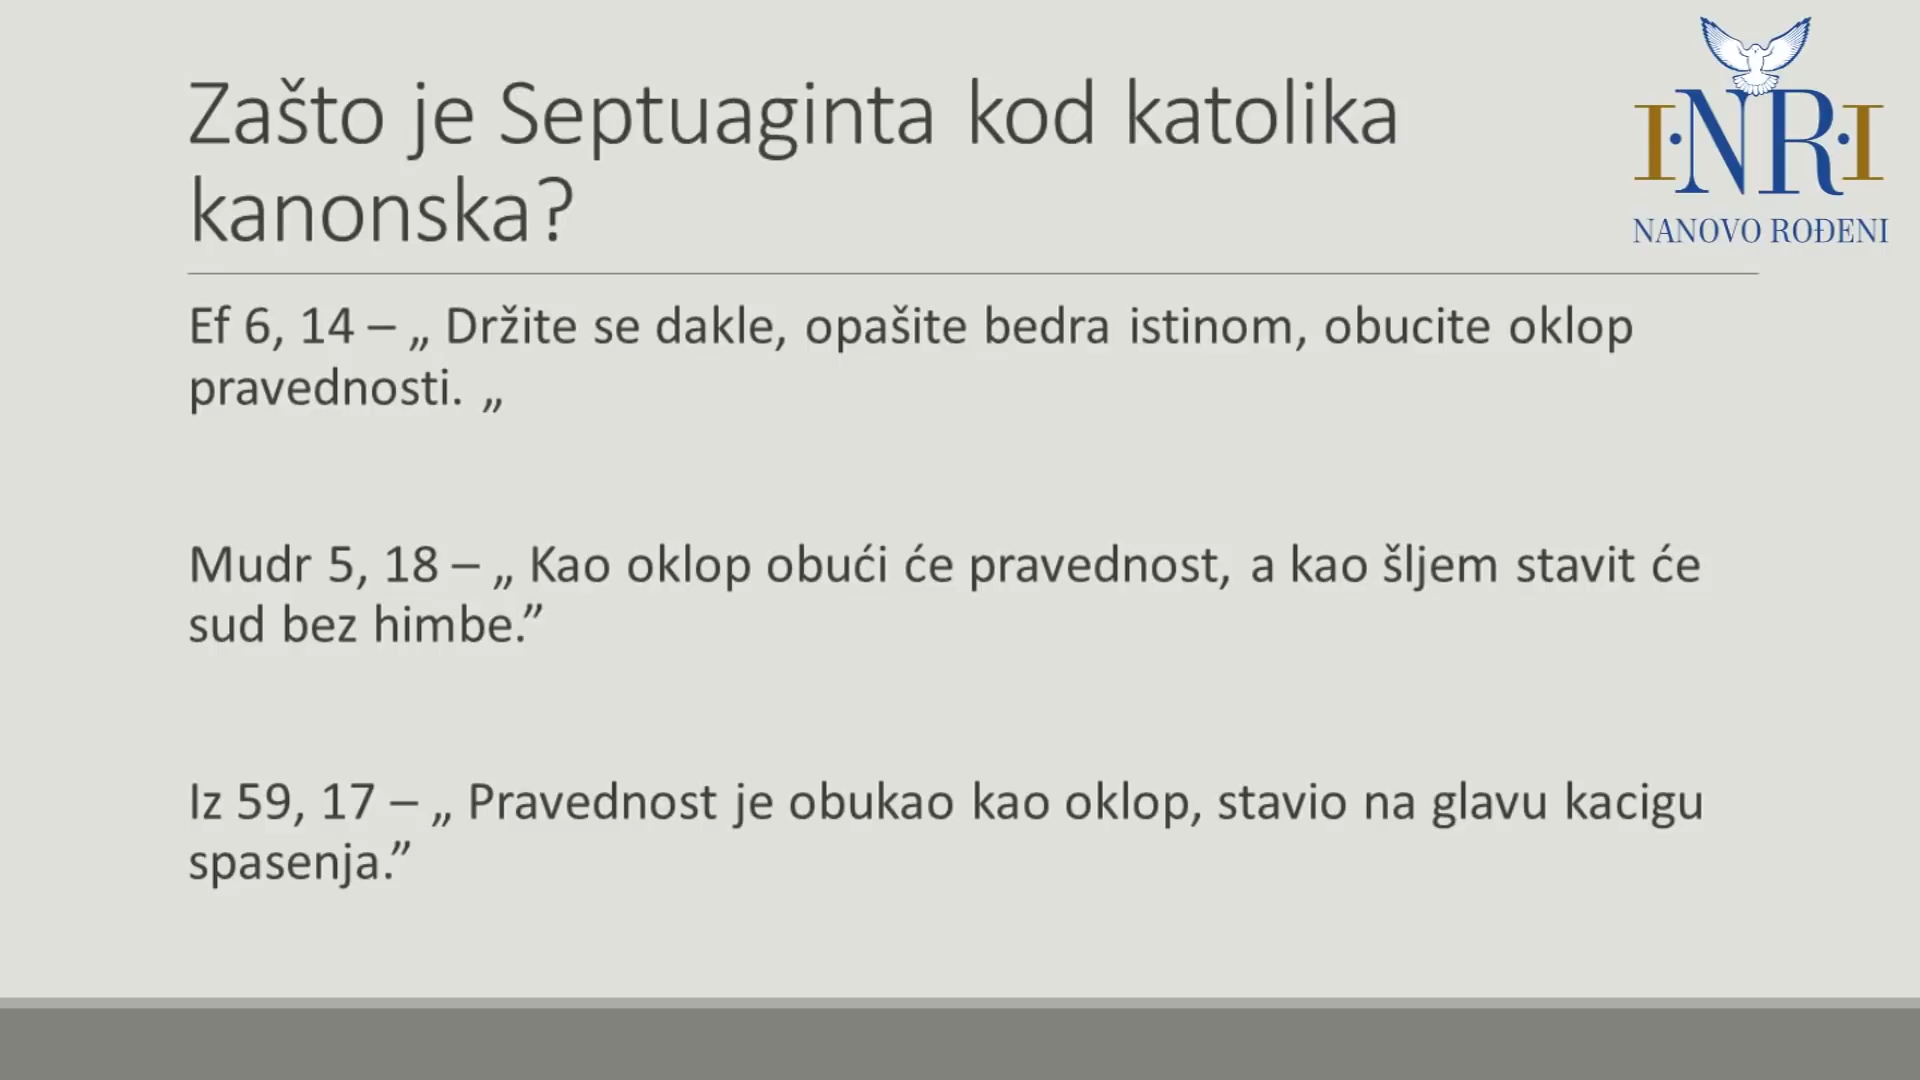 Zašto je Septuaginta kod katolika
kanonska?
I·NR·I
NANOVO ROĐENI
Ef 6, 14 – „ Držite se dakle, opašite bedra istinom, obucite oklop
pravednosti. „
Mudr 5, 18 – „ Kao oklop obući će pravednost, a kao šljem stavit će
sud bez himbe.”
Iz 59, 17 – „ Pravednost je obukao kao oklop, stavio na glavu kacigu
spasenja.”